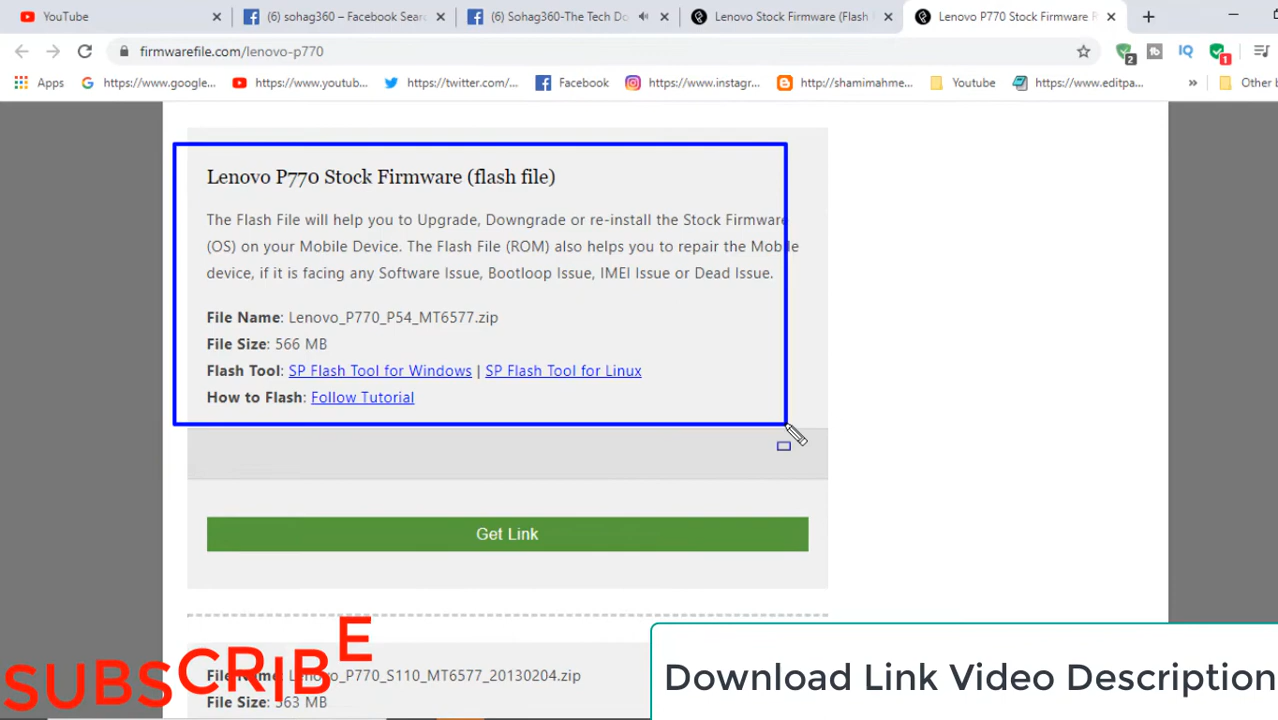 YouTube
(6) sohag360 – Facebook Sear
(6) Sohag360-The Tech Do
Lenovo Stock Firmware (Flash
Lenovo P770 Stock Firmware
firmwarefile.com/lenovo-p770
2
IQ
1
Apps
https://www.google...
https://www.youtub...
https://twitter.com/...
Facebook
https://www.instagr...
http://shamimahme...
Youtube
https://www.editpa...
»
Other b
Lenovo P770 Stock Firmware (flash file)
The Flash File will help you to Upgrade, Downgrade or re-install the Stock Firmware
(OS) on your Mobile Device. The Flash File (ROM) also helps you to repair the Mobile
device, if it is facing any Software Issue, Bootloop Issue, IMEI Issue or Dead Issue.
File Name: Lenovo_P770_P54_MT6577.zip
File Size: 566 MB
Flash Tool: SP Flash Tool for Windows | SP Flash Tool for Linux
How to Flash: Follow Tutorial
Get Link
SUBSCRIBE
File Name: Lenovo_P770_S110_MT6577_20130204.zip
File Size: 563 MB
Download Link Video Description